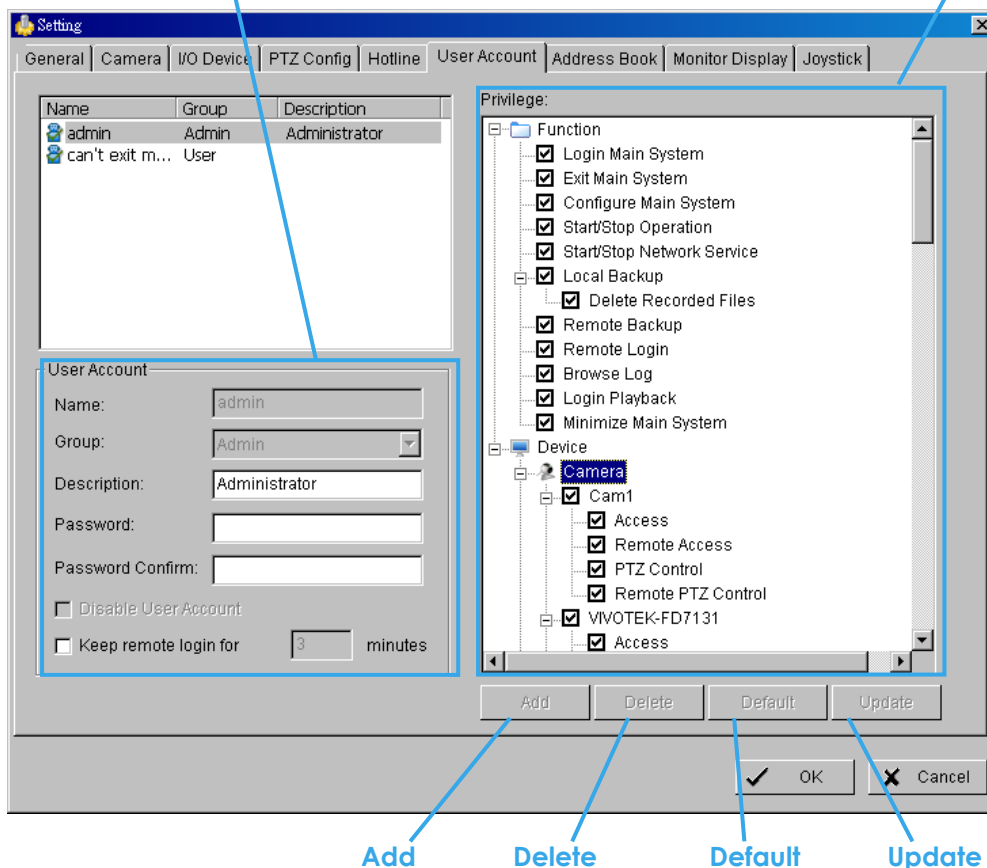 Setting
General Camera I/O Device PTZ Config Hotline User Account Address Book Monitor Display Joystick
Name Group Description
admin Admin Administrator
can't exit m... User
User Account
Name: admin
Group: Admin
Description: Administrator
Password:
Password Confirm:
Disable User Account
Keep remote login for 3 minutes
Privilege:
Function
Login Main System
Exit Main System
Configure Main System
Start/Stop Operation
Start/Stop Network Service
Local Backup
Delete Recorded Files
Remote Backup
Remote Login
Browse Log
Login Playback
Minimize Main System
Device
Camera
Cam1
Access
Remote Access
PTZ Control
Remote PTZ Control
VIVOTEK-FD7131
Access
Add Delete Default Update
OK Cancel
Add Delete Default Update